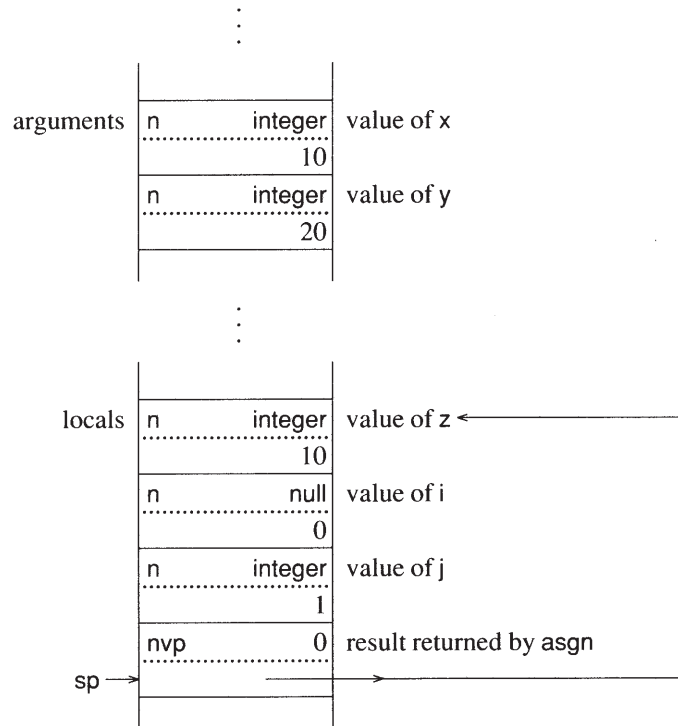 arguments n integer value of x
10
n integer value of y
20
locals n integer value of z
10
n null value of i
0
n integer value of j
1
nvp 0 result returned by asgn
sp